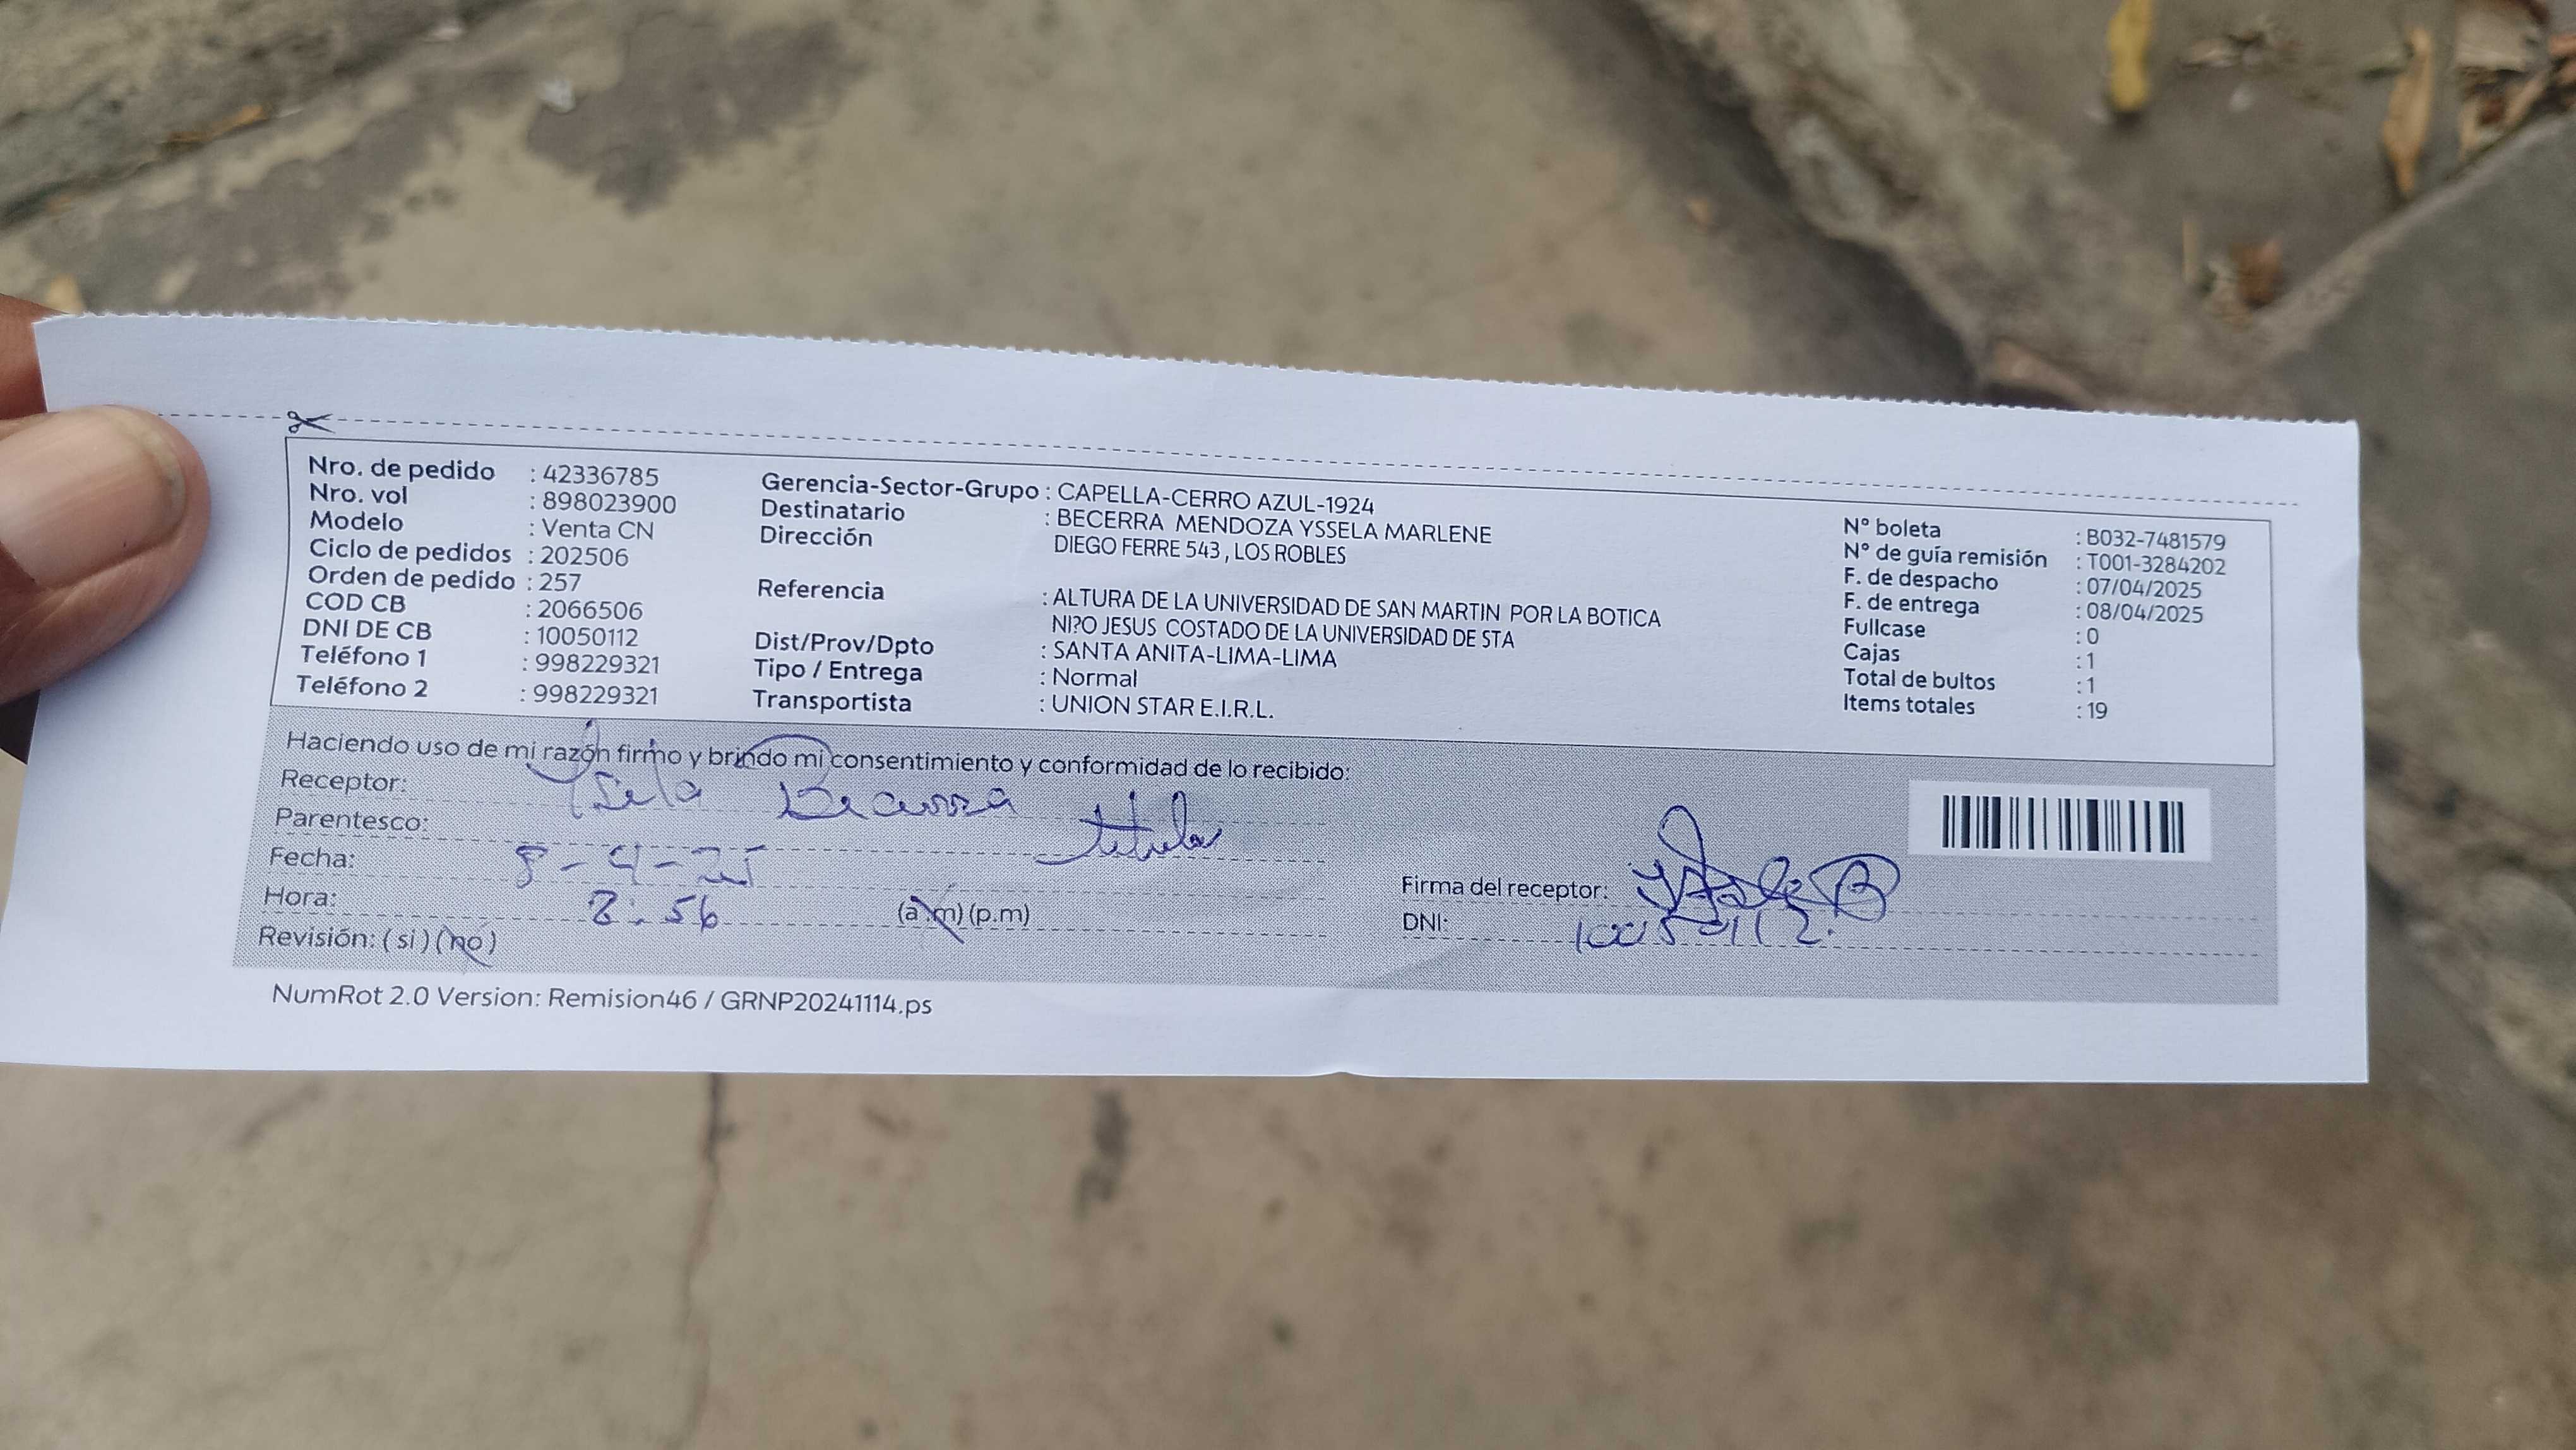 Nro. de pedido : 42336785
Nro. vol : 898023900
Modelo : Venta CN
Ciclo de pedidos : 202506
Orden de pedido : 257
COD CB : 2066506
DNI DE CB : 10050112
Teléfono 1 : 998229321
Teléfono 2 : 998229321
Gerencia-Sector-Grupo : CAPELLA-CERRO AZUL-1924
Destinatario : BECERRA MENDOZA YSSELA MARLENE
Dirección DIEGO FERRE 543 , LOS ROBLES
Referencia : ALTURA DE LA UNIVERSIDAD DE SAN MARTIN POR LA BOTICA
NI?O JESUS COSTADO DE LA UNIVERSIDAD DE STA
Dist/Prov/Dpto : SANTA ANITA-LIMA-LIMA
Tipo / Entrega : Normal
Transportista : UNION STAR E.I.R.L.
N° boleta : B032-7481579
N° de guía remisión : T001-3284202
F. de despacho : 07/04/2025
F. de entrega : 08/04/2025
Fullcase : 0
Cajas : 1
Total de bultos : 1
Items totales : 19
Haciendo uso de mi razón firmo y brindo mi consentimiento y conformidad de lo recibido:
Receptor: Becerra
Parentesco: titular
Fecha: 8-4-25
Hora: 8:56 (a.m) (p.m)
Revisión: (si) (no)
Firma del receptor:
DNI: 10050112
NumRot 2.0 Version: Remision46 / GRNP20241114.ps